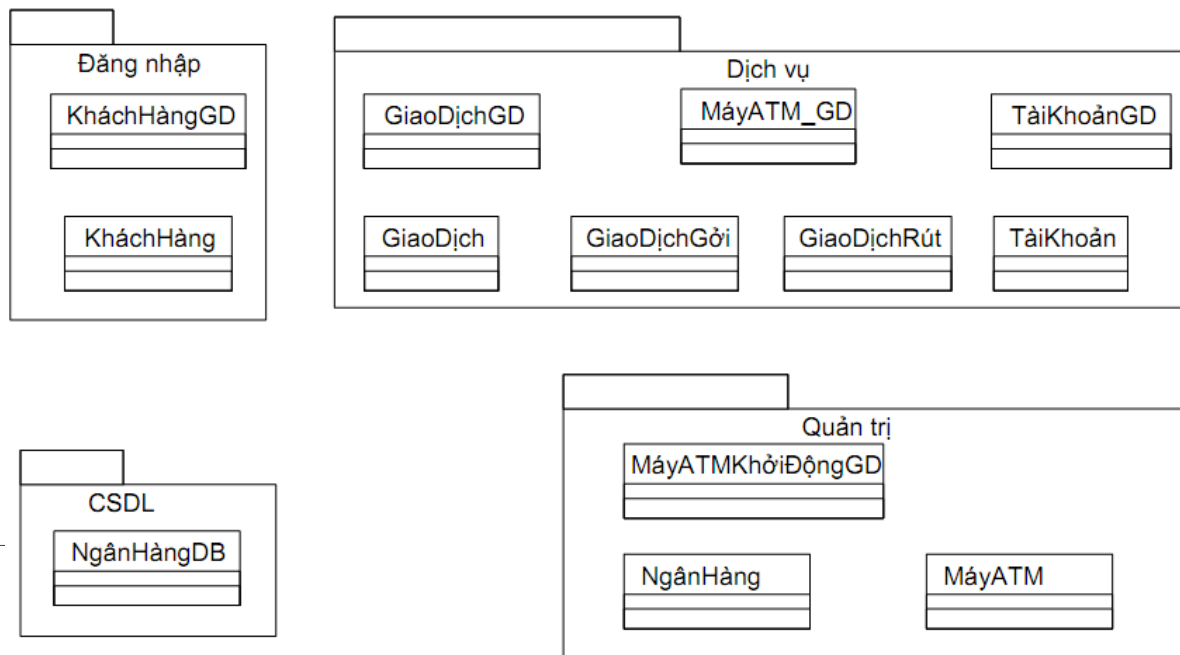 Đăng nhập
KháchHàngGD
KháchHàng
Dịch vụ
GiaoDịchGD
MáyATM_GD
TàiKhoảnGD
GiaoDịch
GiaoDịchGởi
GiaoDịchRút
TàiKhoản
CSDL
NgânHàngDB
Quản trị
MáyATMKhởiĐộngGD
NgânHàng
MáyATM